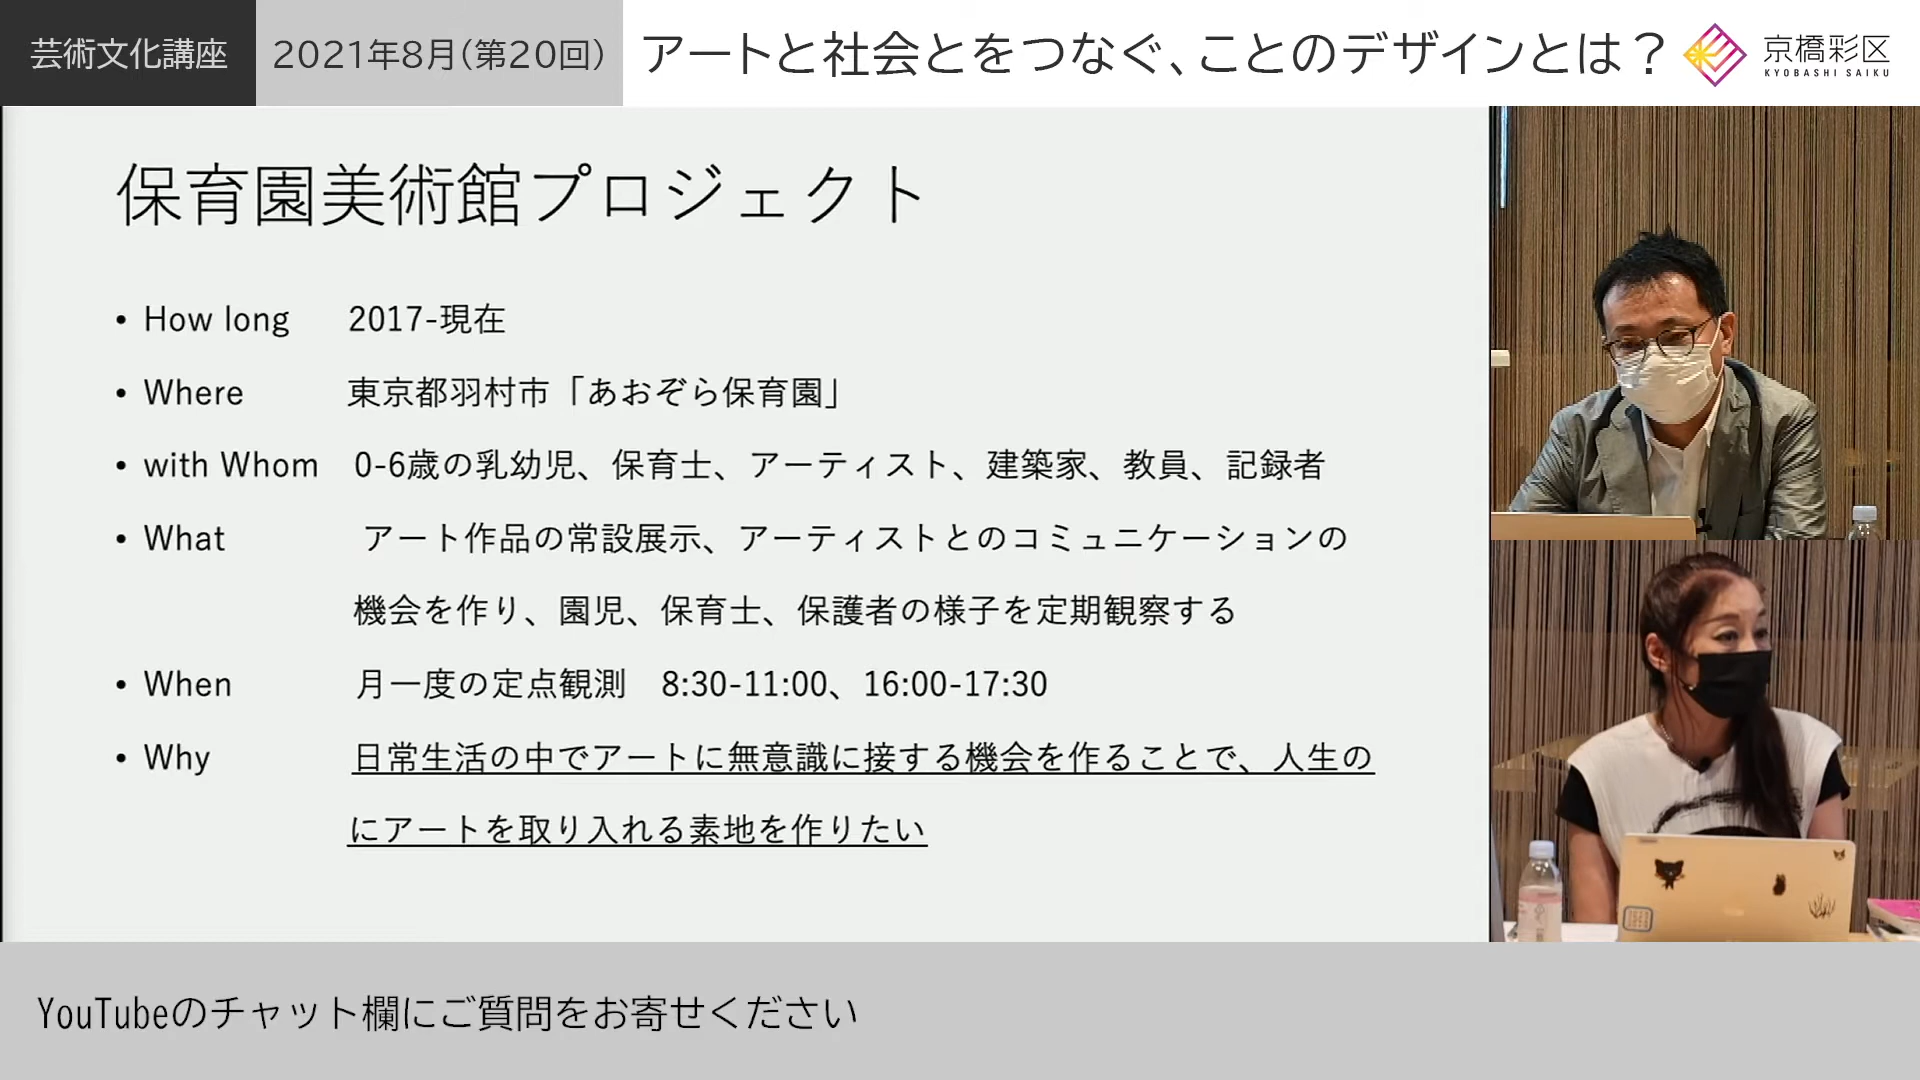 芸術文化講座
2021年8月(第20回)
アートと社会とをつなぐ、ことのデザインとは？
京橋彩区
KYOBASHI SAIKU
保育園美術館プロジェクト
• How long 2017-現在
• Where 東京都羽村市「あおぞら保育園」
• with Whom 0-6歳の乳幼児、保育士、アーティスト、建築家、教員、記録者
• What アート作品の常設展示、アーティストとのコミュニケーションの
機会を作り、園児、保育士、保護者の様子を定期観察する
• When 月一度の定点観測 8:30-11:00、16:00-17:30
• Why 日常生活の中でアートに無意識に接する機会を作ることで、人生の
にアートを取り入れる素地を作りたい
YouTubeのチャット欄にご質問をお寄せください